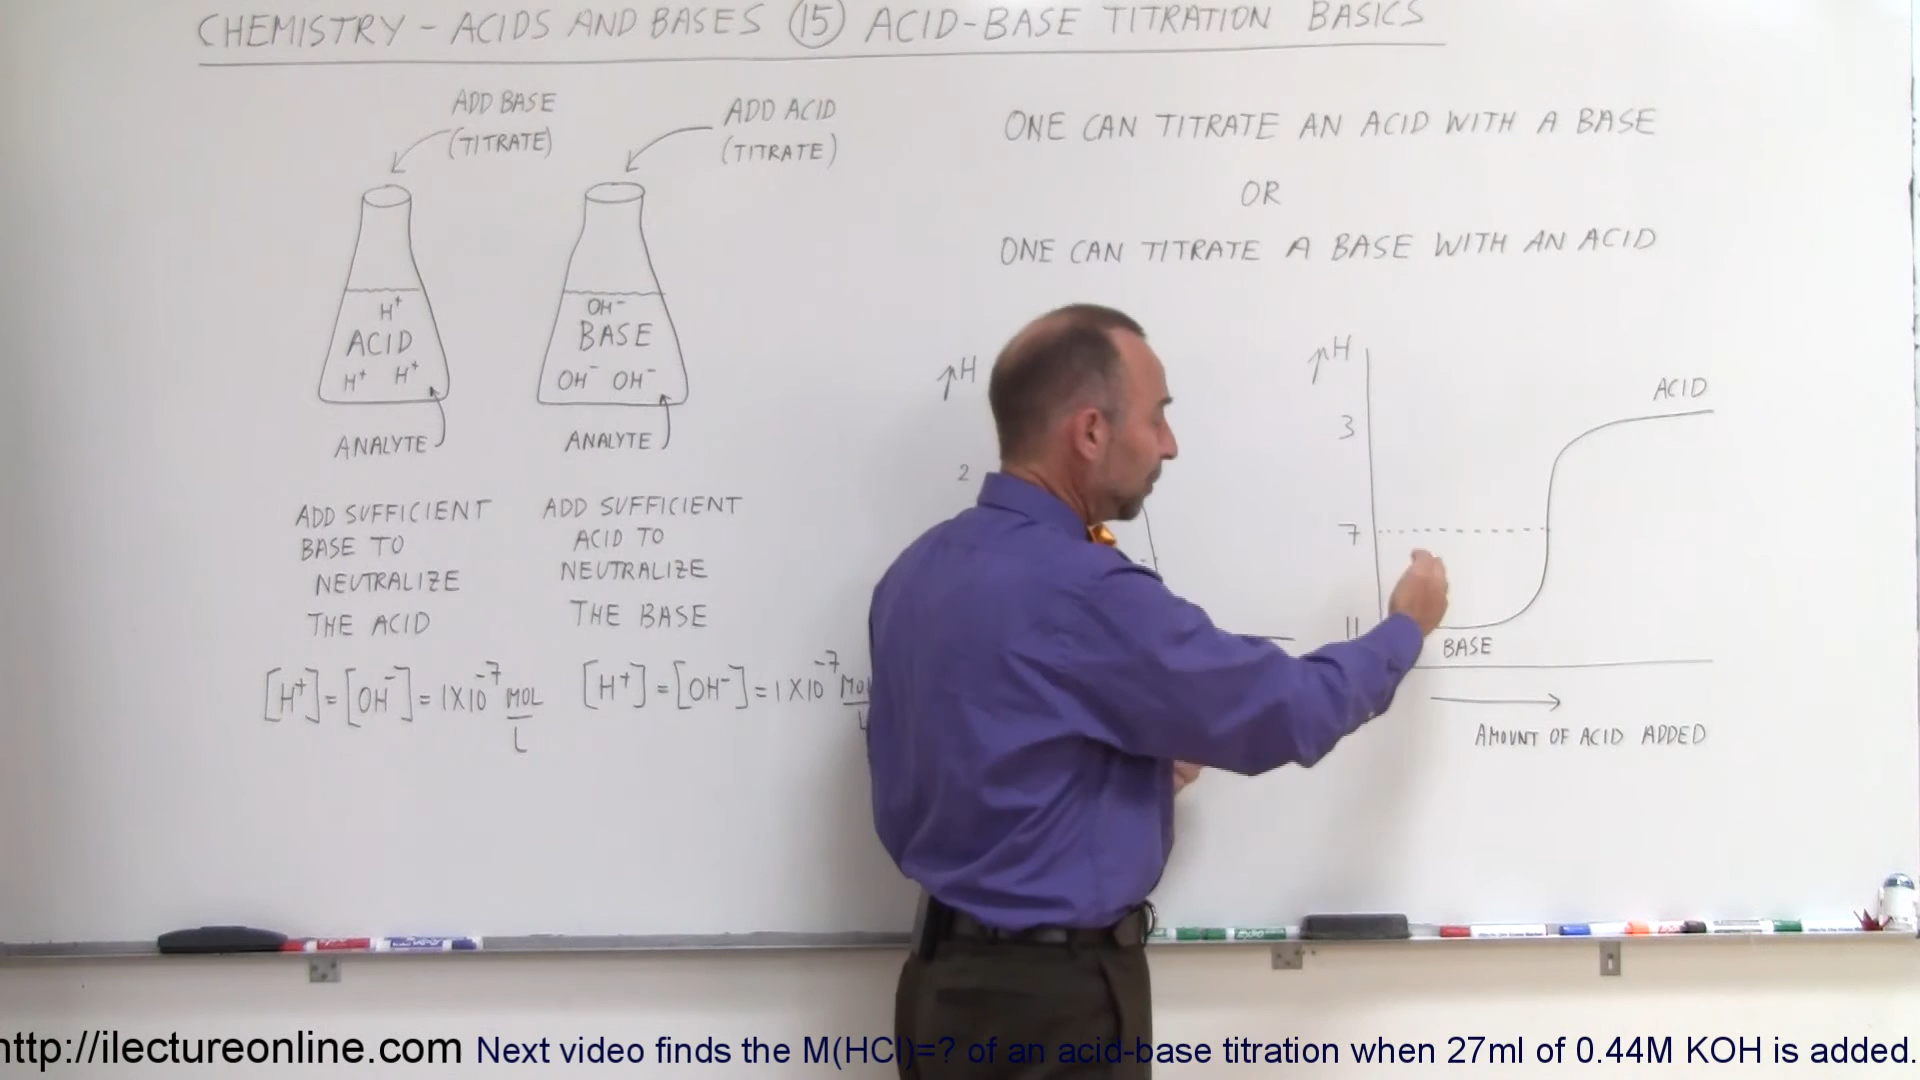 CHEMISTRY - ACIDS AND BASES (15) ACID-BASE TITRATION BASICS
ADD BASE
(TITRATE)
ADD ACID
(TITRATE)
H⁺
ACID
H⁺ H⁺
ANALYTE
OH⁻
BASE
OH⁻ OH⁻
ANALYTE
ADD SUFFICIENT
BASE TO
NEUTRALIZE
THE ACID
ADD SUFFICIENT
ACID TO
NEUTRALIZE
THE BASE
[H⁺] = [OH⁻] = 1X10⁻⁷ MOL/L
[H⁺] = [OH⁻] = 1X10⁻⁷ MOL/L
ONE CAN TITRATE AN ACID WITH A BASE
OR
ONE CAN TITRATE A BASE WITH AN ACID
pH
2
pH
3
7
11
ACID
BASE
AMOUNT OF ACID ADDED
http://ilectureonline.com Next video finds the M(HCl)=? of an acid-base titration when 27ml of 0.44M KOH is added.